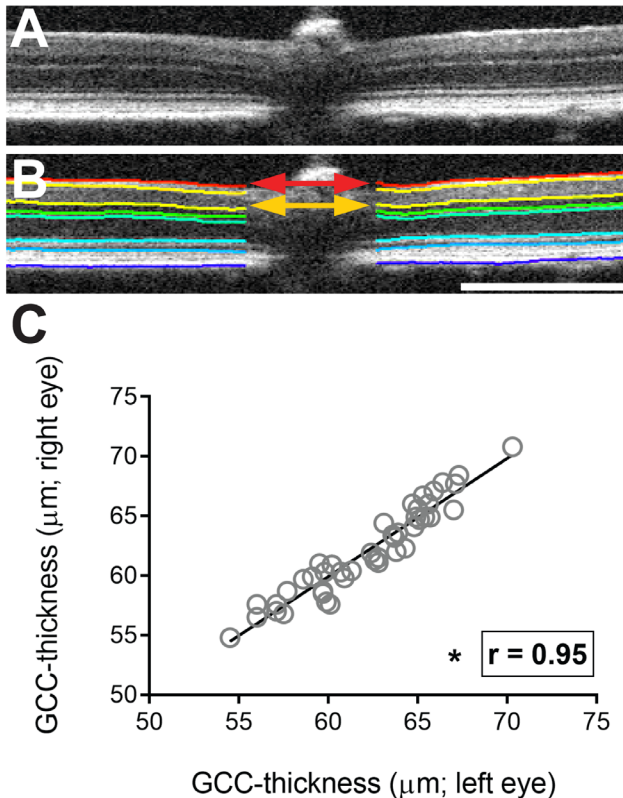 A
B
C
75
70
65
60
55
50
GCC-thickness (μm; right eye)
* r = 0.95
50 55 60 65 70 75
GCC-thickness (μm; left eye)